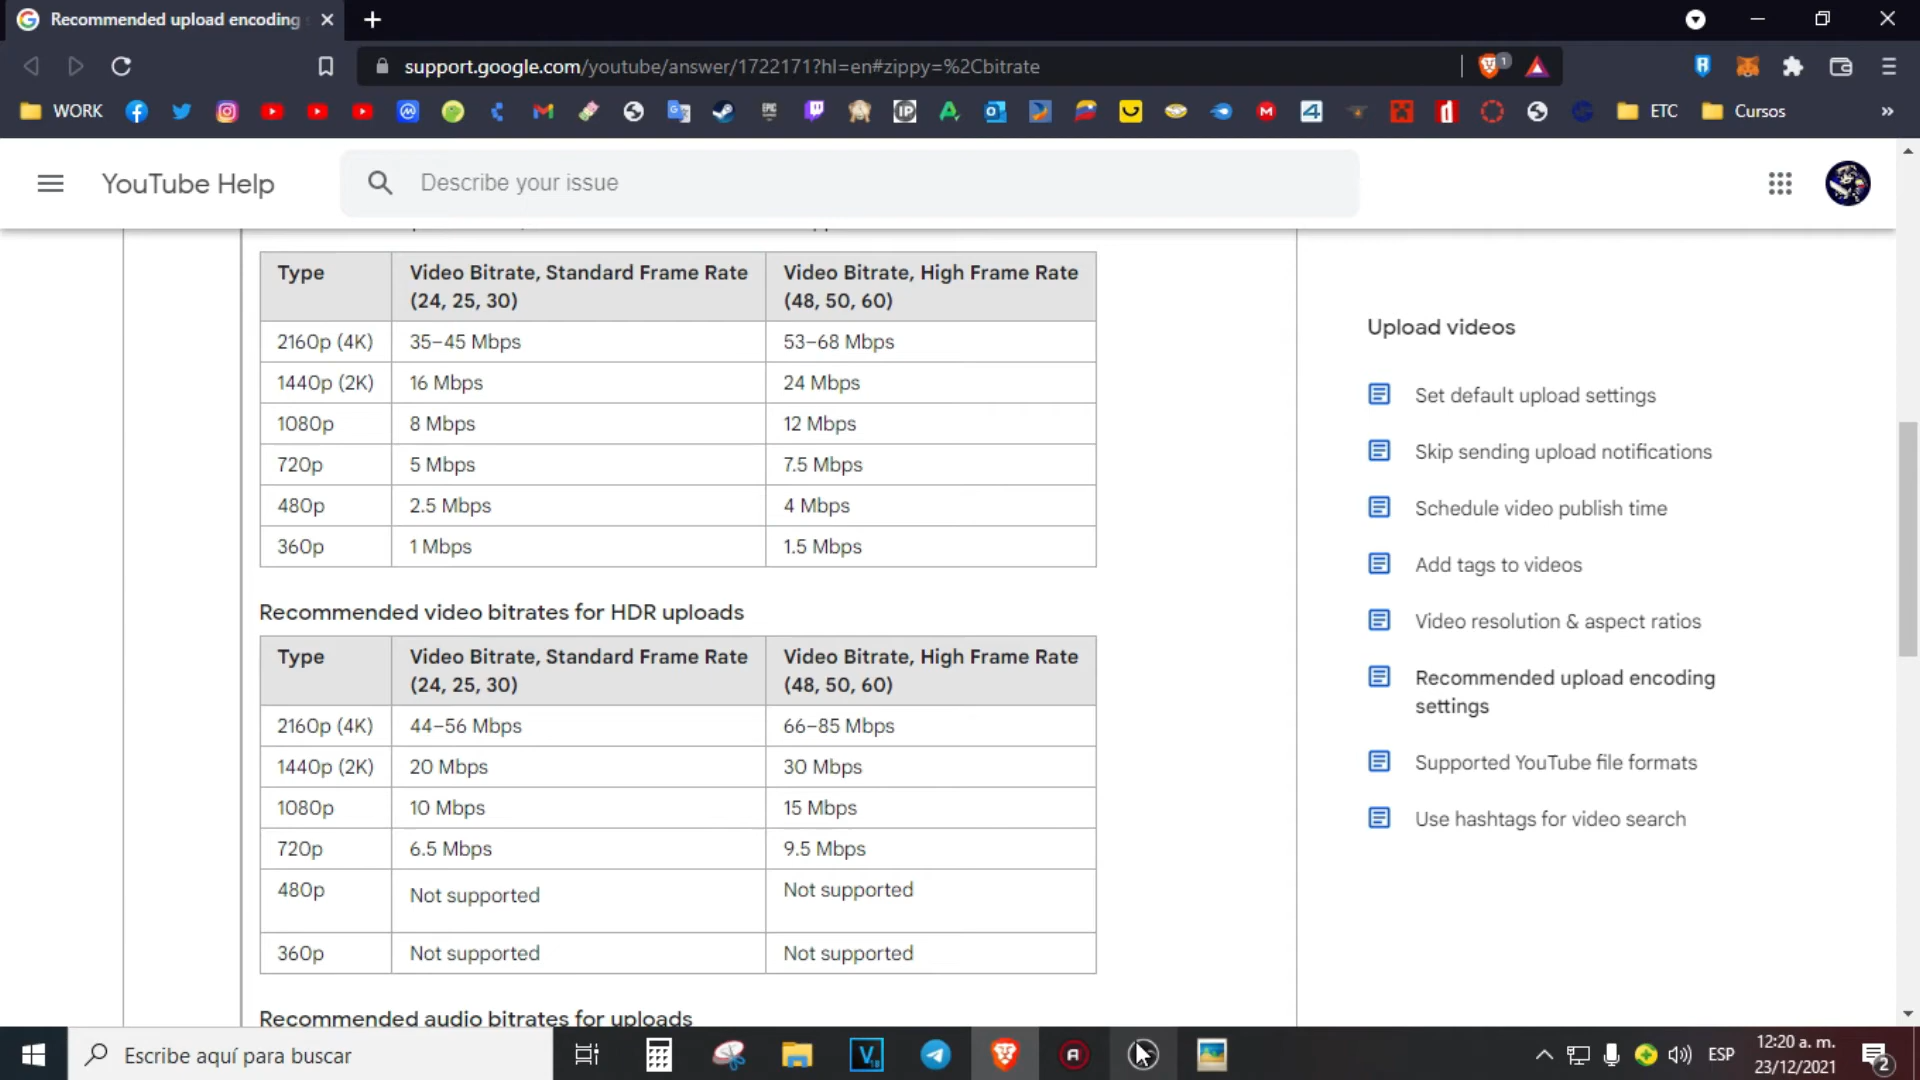 Recommended upload encoding
support.google.com/youtube/answer/1722171?hl=en#zippy=%2Cbitrate
1
WORK
EPIC
IP
ETC
Cursos
YouTube Help
Describe your issue
Type
Video Bitrate, Standard Frame Rate
(24, 25, 30)
Video Bitrate, High Frame Rate
(48, 50, 60)
2160p (4K) 35–45 Mbps 53–68 Mbps
1440p (2K) 16 Mbps 24 Mbps
1080p 8 Mbps 12 Mbps
720p 5 Mbps 7.5 Mbps
480p 2.5 Mbps 4 Mbps
360p 1 Mbps 1.5 Mbps
Recommended video bitrates for HDR uploads
Type
Video Bitrate, Standard Frame Rate
(24, 25, 30)
Video Bitrate, High Frame Rate
(48, 50, 60)
2160p (4K) 44–56 Mbps 66–85 Mbps
1440p (2K) 20 Mbps 30 Mbps
1080p 10 Mbps 15 Mbps
720p 6.5 Mbps 9.5 Mbps
480p Not supported Not supported
360p Not supported Not supported
Recommended audio bitrates for uploads
Upload videos
Set default upload settings
Skip sending upload notifications
Schedule video publish time
Add tags to videos
Video resolution & aspect ratios
Recommended upload encoding
settings
Supported YouTube file formats
Use hashtags for video search
Escribe aquí para buscar
ESP
12:20 a. m.
23/12/2021
2